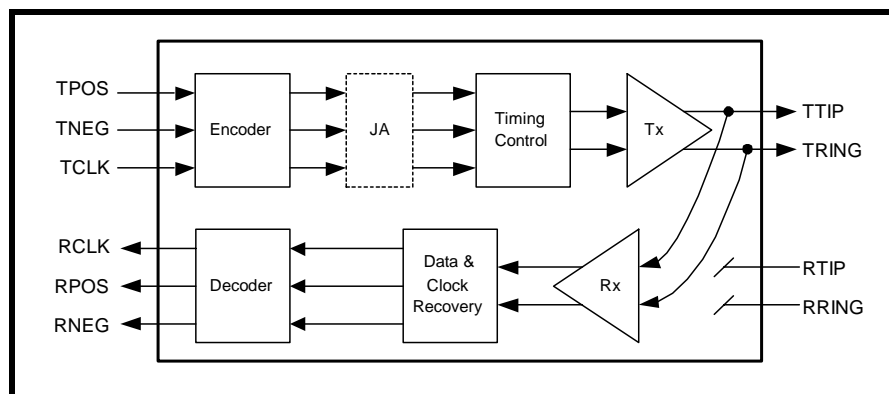 TPOS
TNEG
TCLK
Encoder
JA
Timing
Control
Tx
TTIP
TRING
RCLK
RPOS
RNEG
Decoder
Data &
Clock
Recovery
Rx
RTIP
RRING